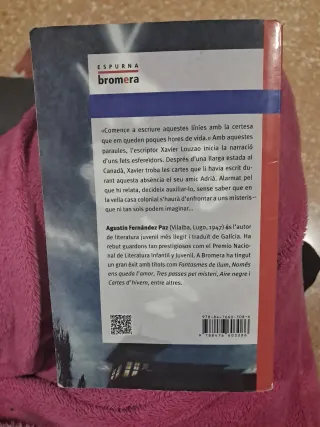 ESPURNA
bromera
«Comence a escriure aquestes línies amb la certesa
que em queden poques hores de vida.» Amb aquestes
paraules, l'escriptor Xavier Louzao inicia la narració
d'uns fets esfereïdors. Després d'una llarga estada al
Canadà, Xavier troba les cartes que li havia escrit du-
rant aquesta absència el seu amic Adrià. Alarmat pel
que hi relata, decideix auxiliar-lo, sense saber que en
la vella casa colonial s'haurà d'enfrontar a uns misteris—
que ni tan sols podem imaginar...
Agustín Fernández Paz (Vilalba, Lugo, 1947) és l'autor
de literatura juvenil més llegit i traduït de Galícia. Ha
rebut guardons tan prestigiosos com el Premio Nacio-
nal de Literatura Infantil y Juvenil. A Bromera ha tingut
un gran èxit amb títols com Fantasmes de llum, Només
ens queda l'amor, Tres passes pel misteri, Aire negre i
Cartes d'hivern, entre altres.